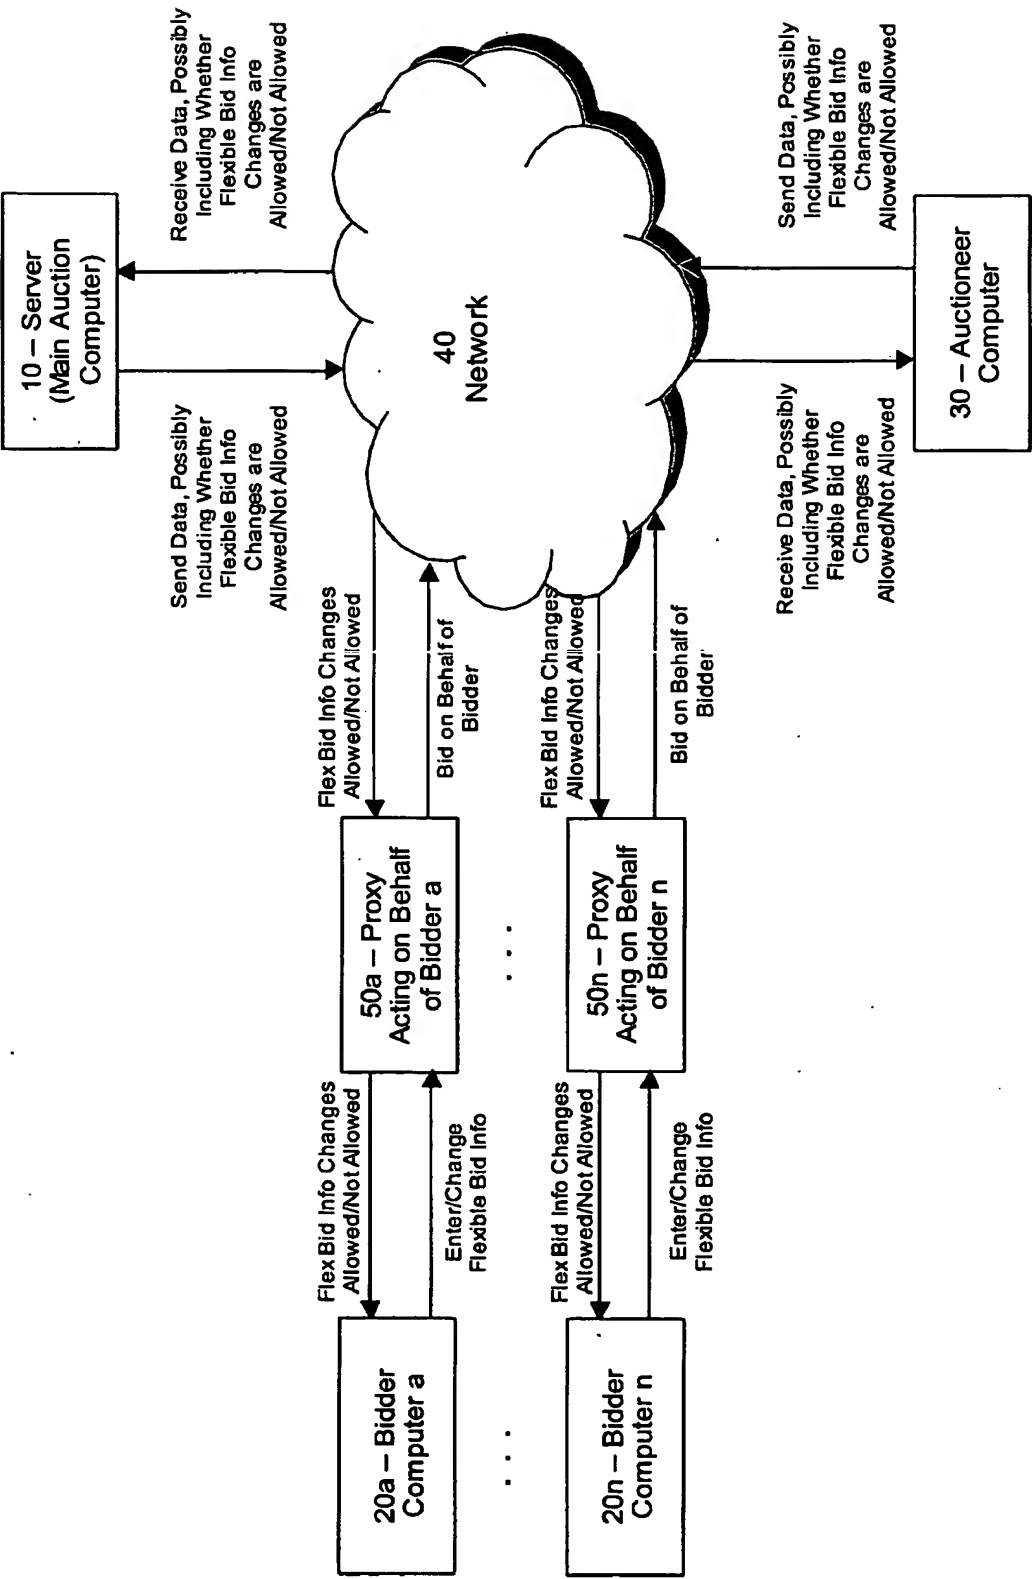 20a – Bidder
Computer a
Flex Bid Info Changes
Allowed/Not Allowed
Enter/Change
Flexible Bid Info
50a – Proxy
Acting on Behalf
of Bidder a
Flex Bid Info Changes
Allowed/Not Allowed
Bid on Behalf of
Bidder
. . .
. . .
20n – Bidder
Computer n
Flex Bid Info Changes
Allowed/Not Allowed
Enter/Change
Flexible Bid Info
50n – Proxy
Acting on Behalf
of Bidder n
Flex Bid Info Changes
Allowed/Not Allowed
Bid on Behalf of
Bidder
40
Network
10 – Server
(Main Auction
Computer)
Send Data, Possibly
Including Whether
Flexible Bid Info
Changes are
Allowed/Not Allowed
Receive Data, Possibly
Including Whether
Flexible Bid Info
Changes are
Allowed/Not Allowed
Receive Data, Possibly
Including Whether
Flexible Bid Info
Changes are
Allowed/Not Allowed
Send Data, Possibly
Including Whether
Flexible Bid Info
Changes are
Allowed/Not Allowed
30 – Auctioneer
Computer